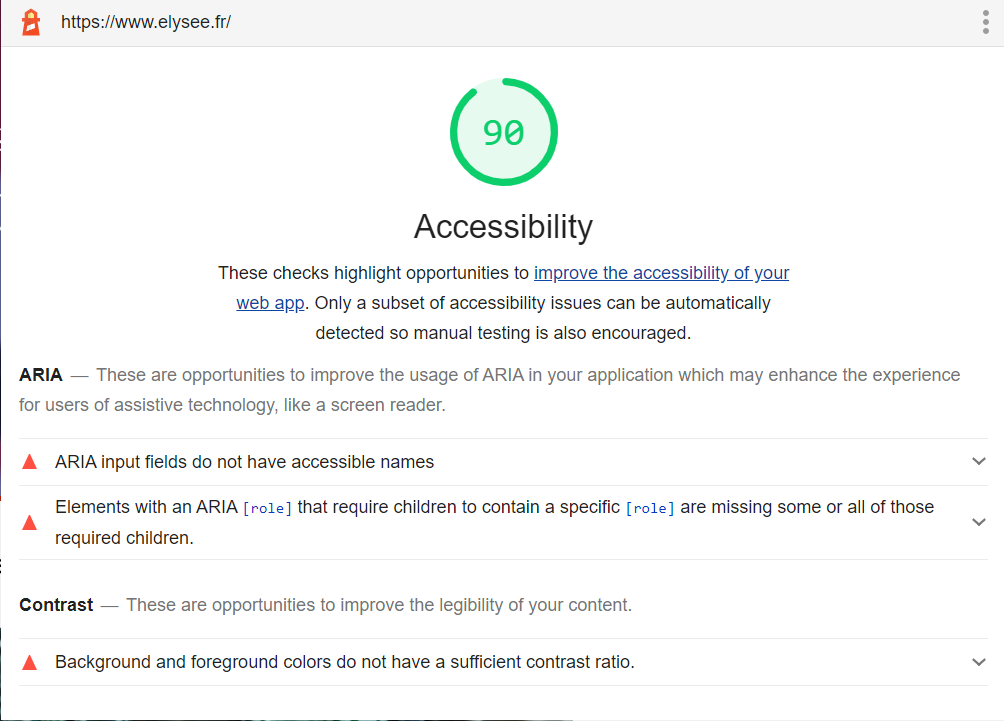 https://www.elysee.fr/
90
Accessibility
These checks highlight opportunities to improve the accessibility of your
web app. Only a subset of accessibility issues can be automatically
detected so manual testing is also encouraged.
ARIA — These are opportunities to improve the usage of ARIA in your application which may enhance the experience
for users of assistive technology, like a screen reader.
ARIA input fields do not have accessible names
Elements with an ARIA [role] that require children to contain a specific [role] are missing some or all of those
required children.
Contrast — These are opportunities to improve the legibility of your content.
Background and foreground colors do not have a sufficient contrast ratio.